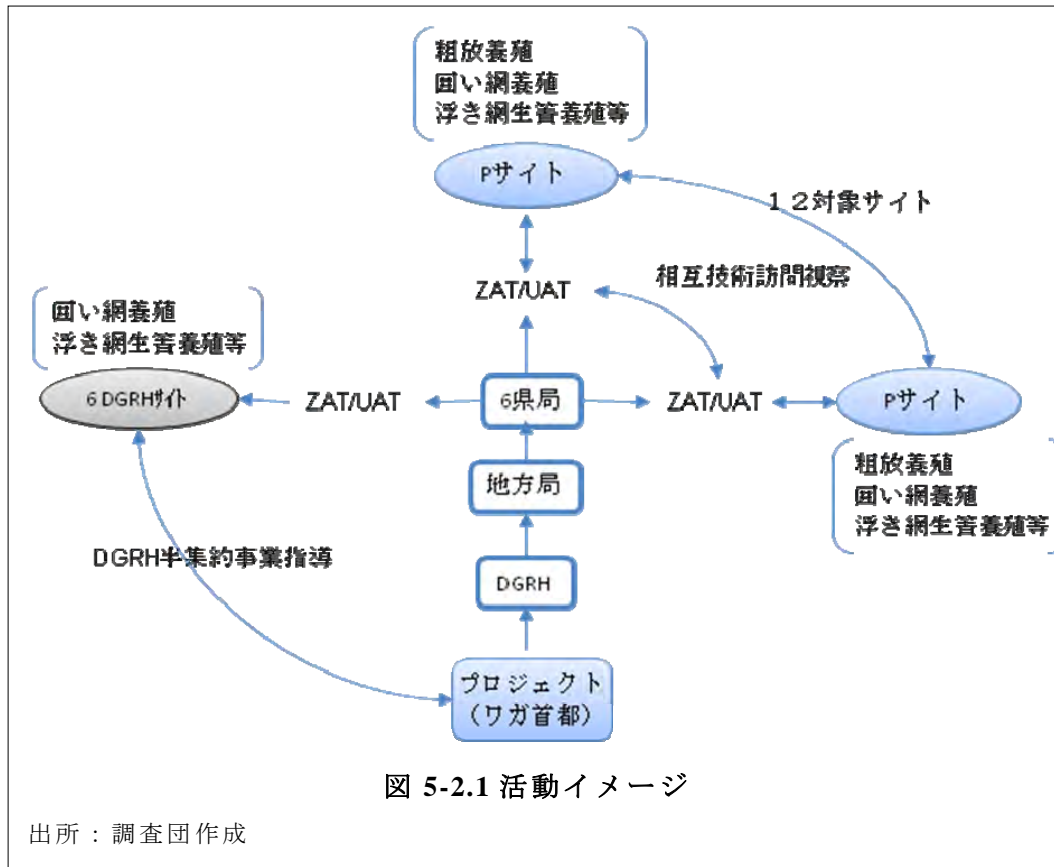 粗放養殖
囲い網養殖
浮き網生簀養殖等
Pサイト
12対象サイト
ZAT/UAT
相互技術訪問視察
囲い網養殖
浮き網生簀養殖等
6 DGRHサイト
ZAT/UAT
6県局
ZAT/UAT
Pサイト
粗放養殖
囲い網養殖
浮き網生簀養殖等
地方局
DGRH半集約事業指導
DGRH
プロジェクト
(ワガ首都)
図 5-2.1 活動イメージ
出所:調査団作成